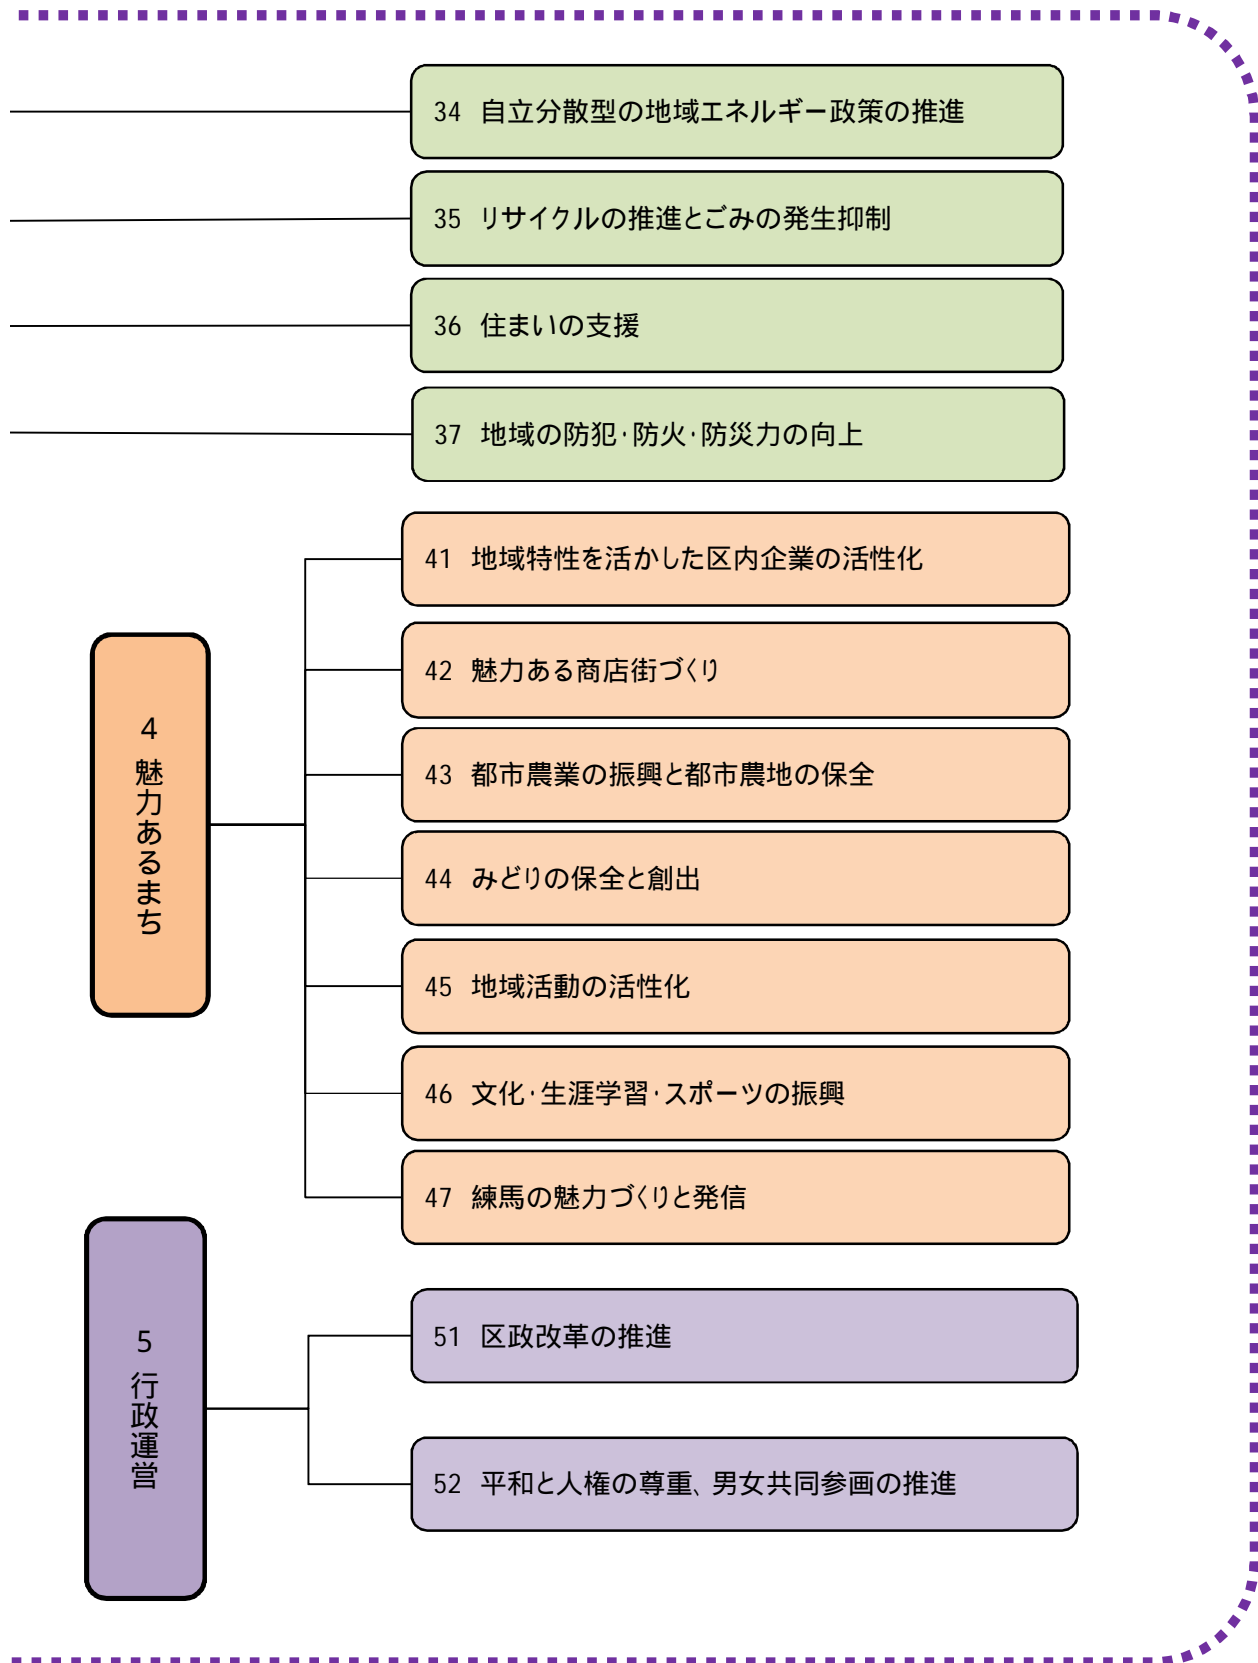 34 自立分散型の地域エネルギー政策の推進
35 リサイクルの推進とごみの発生抑制
36 住まいの支援
37 地域の防犯・防火・防災力の向上
4 魅力あるまち
41 地域特性を活かした区内企業の活性化
42 魅力ある商店街づくり
43 都市農業の振興と都市農地の保全
44 みどりの保全と創出
45 地域活動の活性化
46 文化・生涯学習・スポーツの振興
47 練馬の魅力づくりと発信
5 行政運営
51 区政改革の推進
52 平和と人権の尊重、男女共同参画の推進